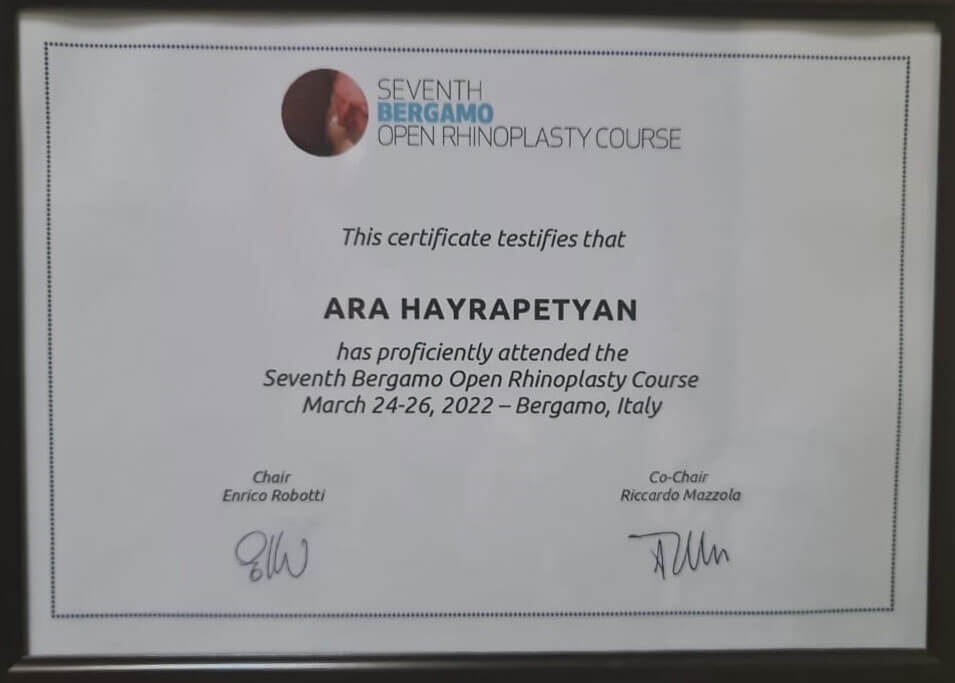 SEVENTH
BERGAMO
OPEN RHINOPLASTY COURSE
This certificate testifies that
ARA HAYRAPETYAN
has proficiently attended the
Seventh Bergamo Open Rhinoplasty Course
March 24-26, 2022 – Bergamo, Italy
Chair
Enrico Robotti
Co-Chair
Riccardo Mazzola